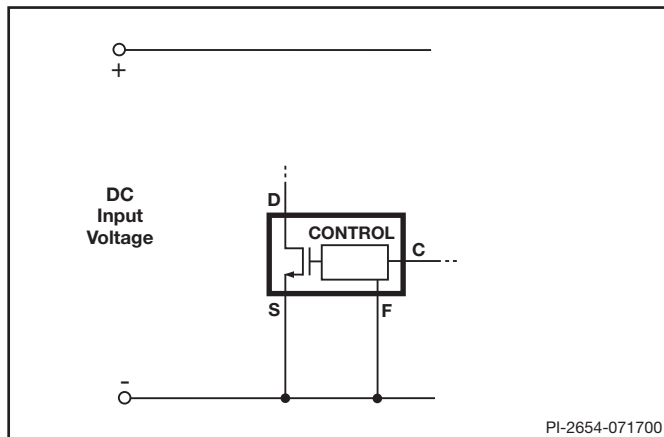 +
DC
Input
Voltage
D
CONTROL
C
S
F
-
PI-2654-071700